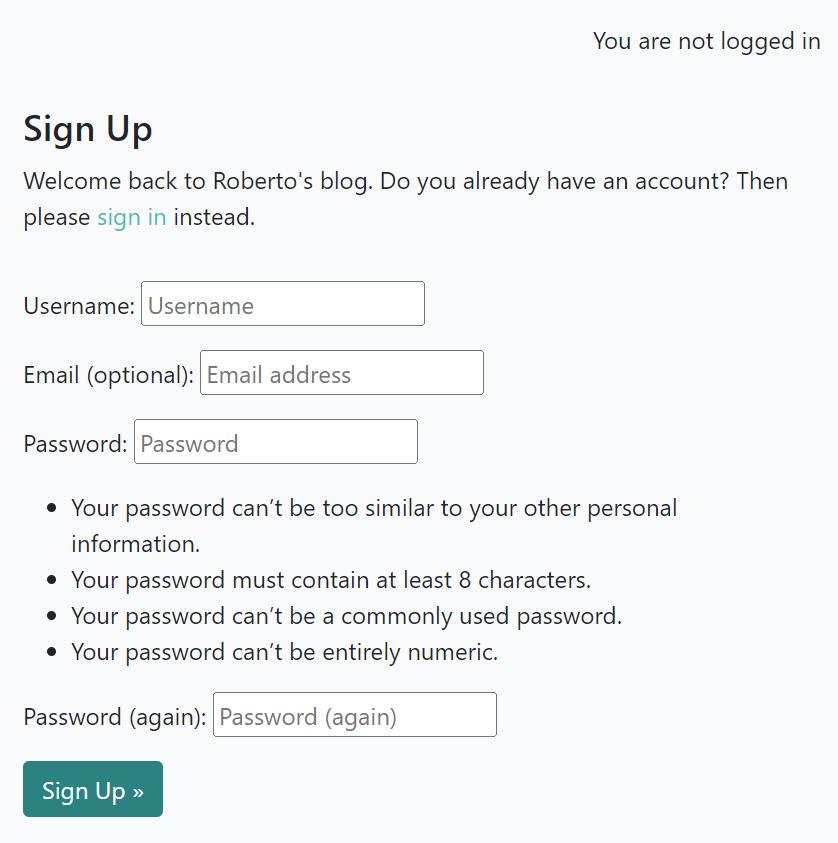 You are not logged in
Sign Up
Welcome back to Roberto's blog. Do you already have an account? Then
please sign in instead.
Username: Username
Email (optional): Email address
Password: Password
• Your password can’t be too similar to your other personal
information.
• Your password must contain at least 8 characters.
• Your password can’t be a commonly used password.
• Your password can’t be entirely numeric.
Password (again): Password (again)
Sign Up »